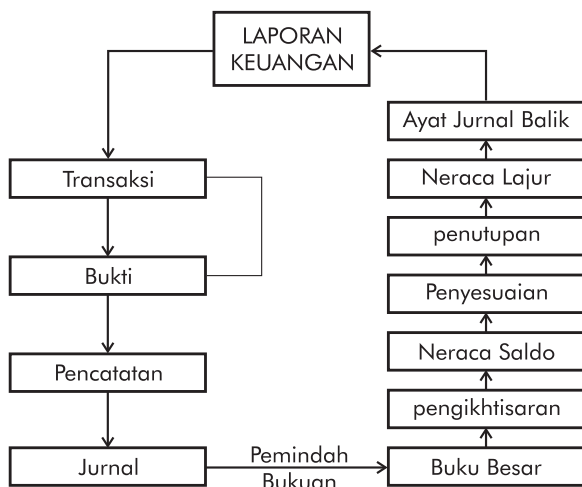 LAPORAN
KEUANGAN
Transaksi
Bukti
Pencatatan
Jurnal
Pemindah
Bukuan
Buku Besar
pengikhtisaran
Neraca Saldo
Penyesuaian
penutupan
Neraca Lajur
Ayat Jurnal Balik